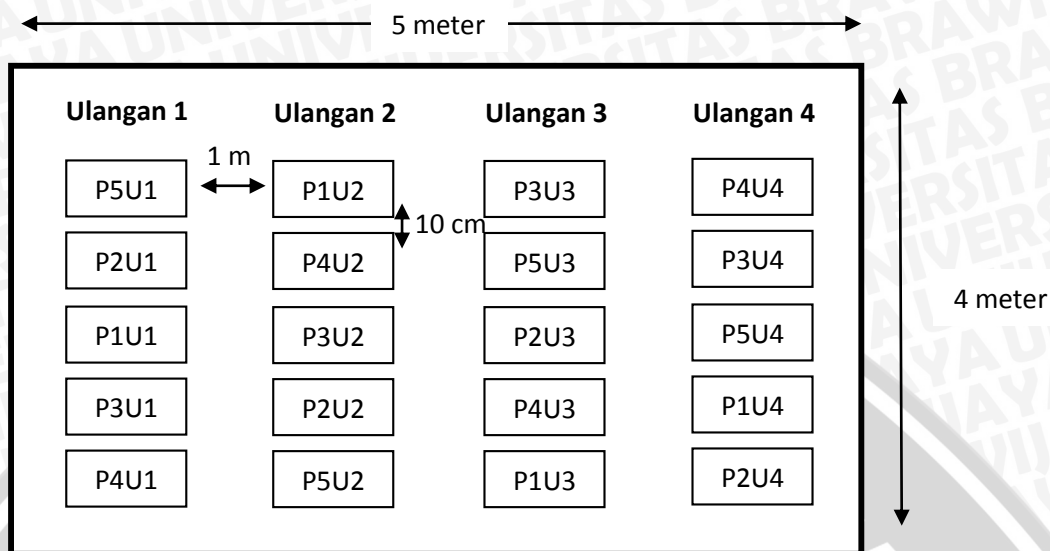 5 meter
Ulangan 1 Ulangan 2 Ulangan 3 Ulangan 4
1 m
P5U1 P1U2 P3U3 P4U4
10 cm
P2U1 P4U2 P5U3 P3U4
4 meter
P1U1 P3U2 P2U3 P5U4
P3U1 P2U2 P4U3 P1U4
P4U1 P5U2 P1U3 P2U4